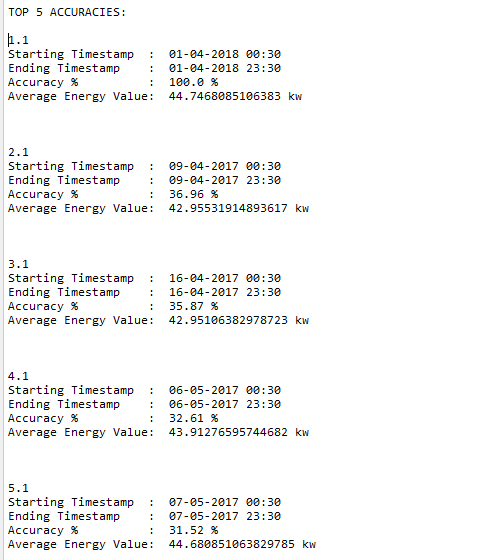 TOP 5 ACCURACIES:
1.1
Starting Timestamp  :  01-04-2018 00:30
Ending Timestamp    :  01-04-2018 23:30
Accuracy %          :  100.0 %
Average Energy Value:  44.7468085106383 kw
2.1
Starting Timestamp  :  09-04-2017 00:30
Ending Timestamp    :  09-04-2017 23:30
Accuracy %          :  36.96 %
Average Energy Value:  42.95531914893617 kw
3.1
Starting Timestamp  :  16-04-2017 00:30
Ending Timestamp    :  16-04-2017 23:30
Accuracy %          :  35.87 %
Average Energy Value:  42.95106382978723 kw
4.1
Starting Timestamp  :  06-05-2017 00:30
Ending Timestamp    :  06-05-2017 23:30
Accuracy %          :  32.61 %
Average Energy Value:  43.91276595744682 kw
5.1
Starting Timestamp  :  07-05-2017 00:30
Ending Timestamp    :  07-05-2017 23:30
Accuracy %          :  31.52 %
Average Energy Value:  44.680851063829785 kw